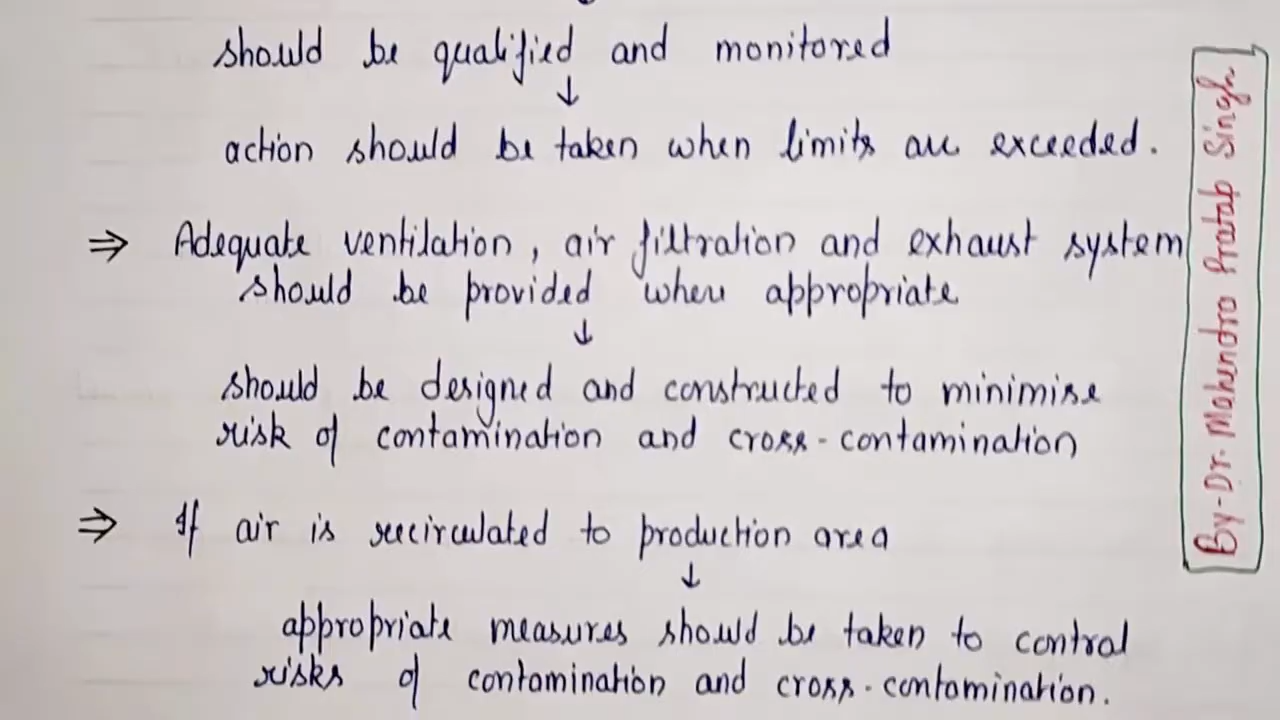 should be qualified and monitored
↓
action should be taken when limits are exceeded.
⇒ Adequate ventilation, air filtration and exhaust system
should be provided where appropriate
↓
should be designed and constructed to minimise
risk of contamination and cross-contamination
⇒ If air is recirculated to production area
↓
appropriate measures should be taken to control
risks of contamination and cross-contamination.
By-Dr. Mahendra Pratab Singh